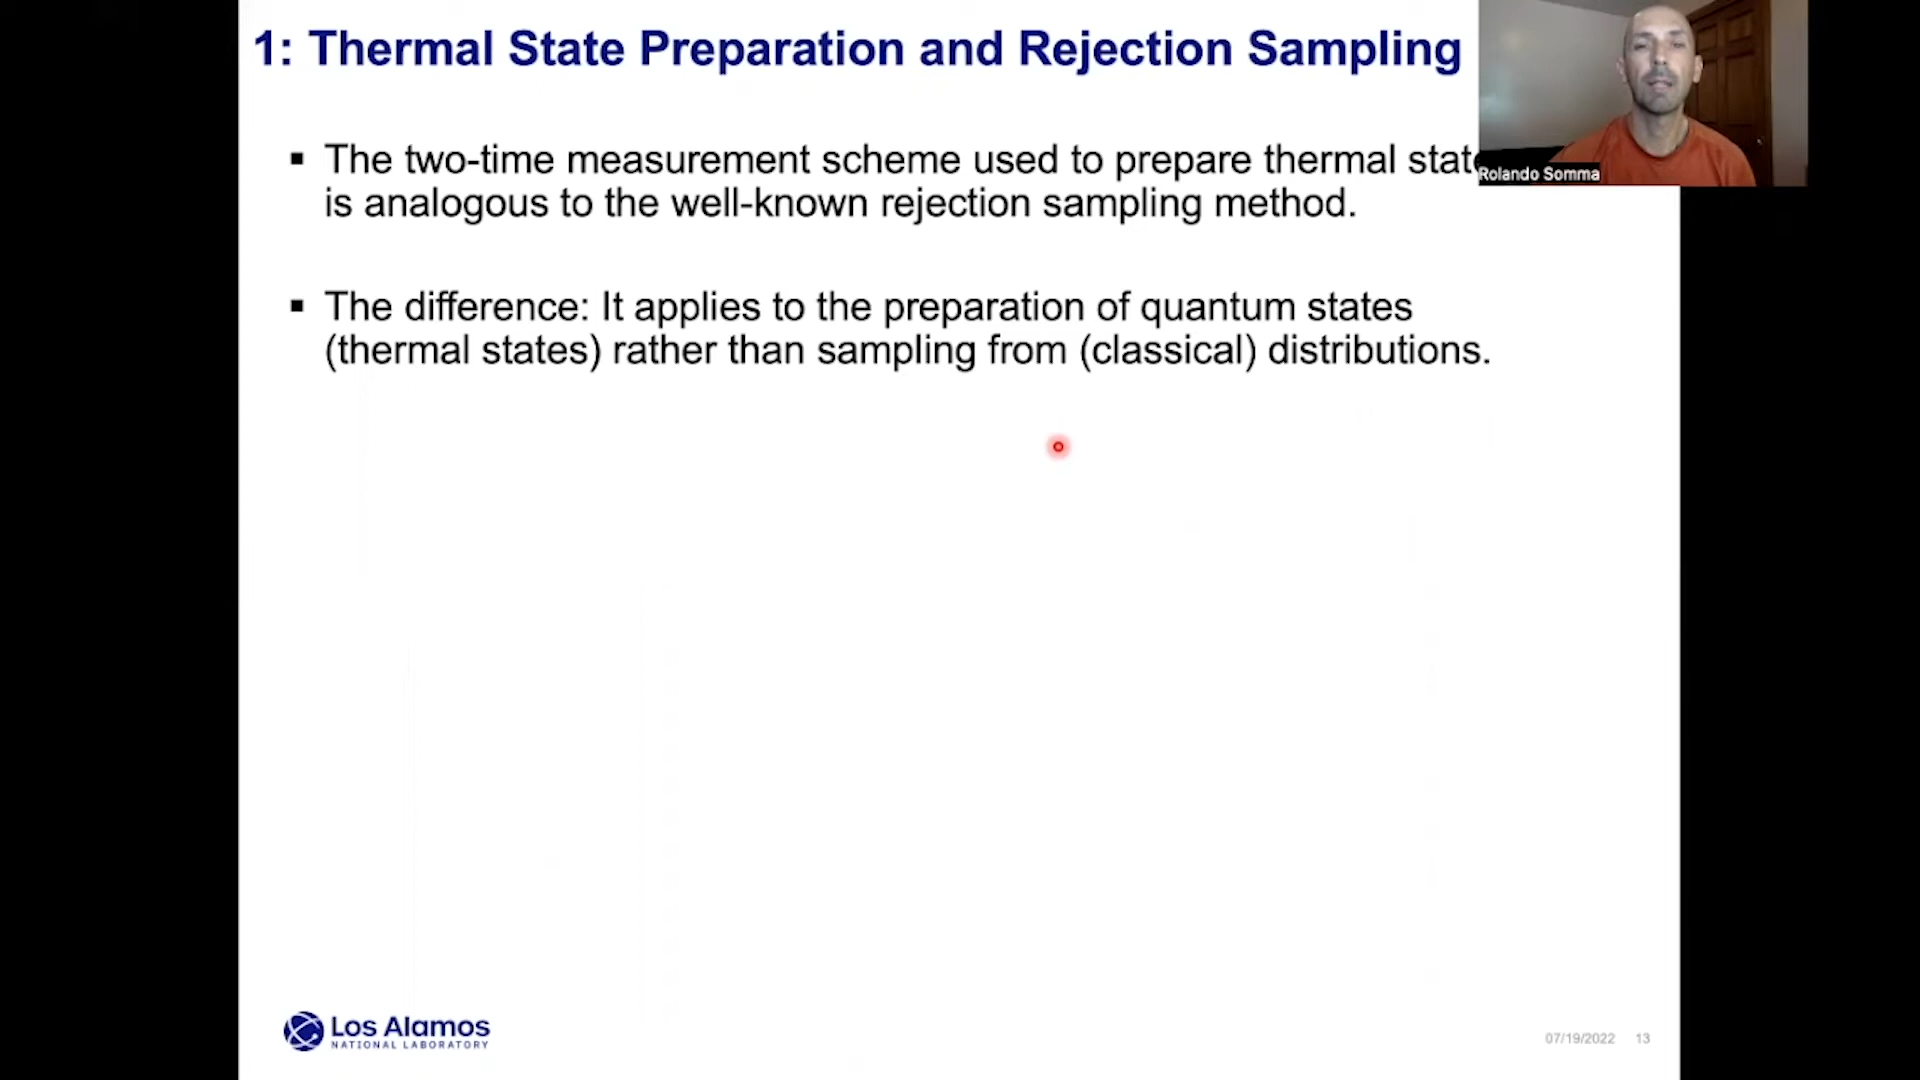 1: Thermal State Preparation and Rejection Sampling
▪ The two-time measurement scheme used to prepare thermal
is analogous to the well-known rejection sampling method.
▪ The difference: It applies to the preparation of quantum states
(thermal states) rather than sampling from (classical) distributions.
Rolando Somma
Los Alamos
NATIONAL LABORATORY
07/19/2022 13